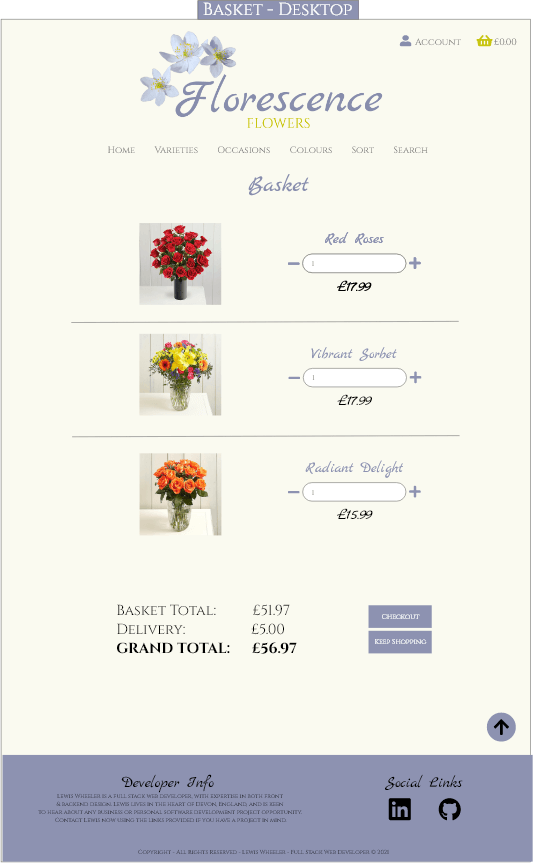 Basket - Desktop
Account £0.00
Florescence
Flowers
Home Varieties Occasions Colours Sort Search
Basket
Red Roses
1
£17.99
Vibrant Sorbet
1
£17.99
Radiant Delight
1
£15.99
Basket Total: £51.97
Delivery: £5.00
GRAND TOTAL: £56.97
Checkout
Keep Shopping
Developer Info
Lewis Wheeler is a full stack web developer, with expertise in both front
& backend design. Lewis lives in the heart of Devon, England, and is keen
to hear about any business or personal software development project opportunity.
Contact Lewis now using the links provided if you have a project in mind.
Social Links
in
Copyright - All Rights Reserved - Lewis Wheeler - Full Stack Web Developer © 2021